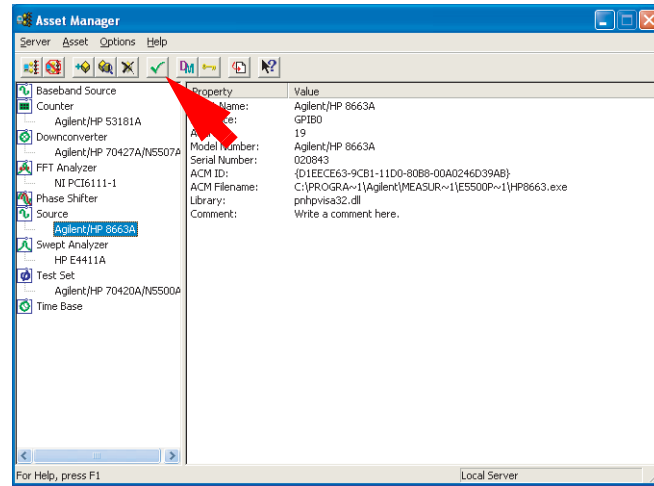 Asset Manager
Server Asset Options Help
Baseband Source
Counter
Agilent/HP 53181A
Downconverter
Agilent/HP 70427A/N5507A
FFT Analyzer
NI PCI6111-1
Phase Shifter
Source
Agilent/HP 8663A
Swept Analyzer
HP E4411A
Test Set
Agilent/HP 70420A/N5500A
Time Base
Property Value
Name: Agilent/HP 8663A
GPIB0
19
Model Number: Agilent/HP 8663A
Serial Number: 020843
ACM ID: {D1EECE63-9CB1-11D0-80B8-00A0246D39AB}
ACM Filename: C:\PROGRA~1\Agilent\MEASUR~1\E5500P~1\HP8663.exe
Library: pnhpvisa32.dll
Comment: Write a comment here.
For Help, press F1
Local Server